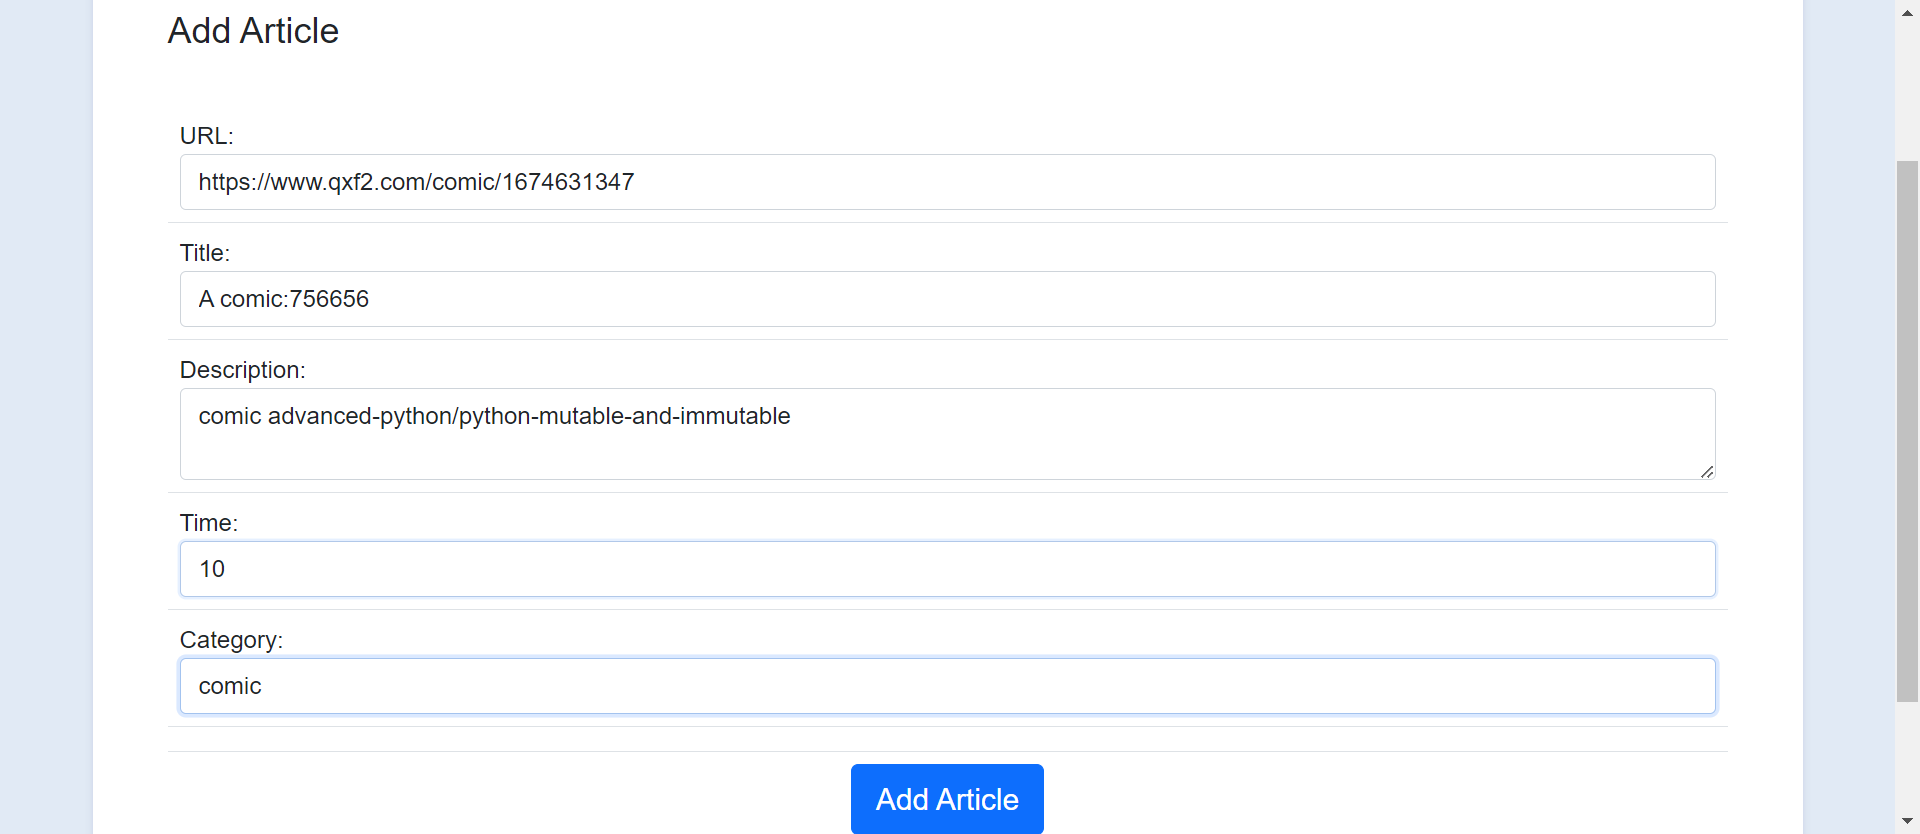 Add Article
URL:
https://www.qxf2.com/comic/1674631347
Title:
A comic:756656
Description:
comic advanced-python/python-mutable-and-immutable
Time:
10
Category:
comic
Add Article